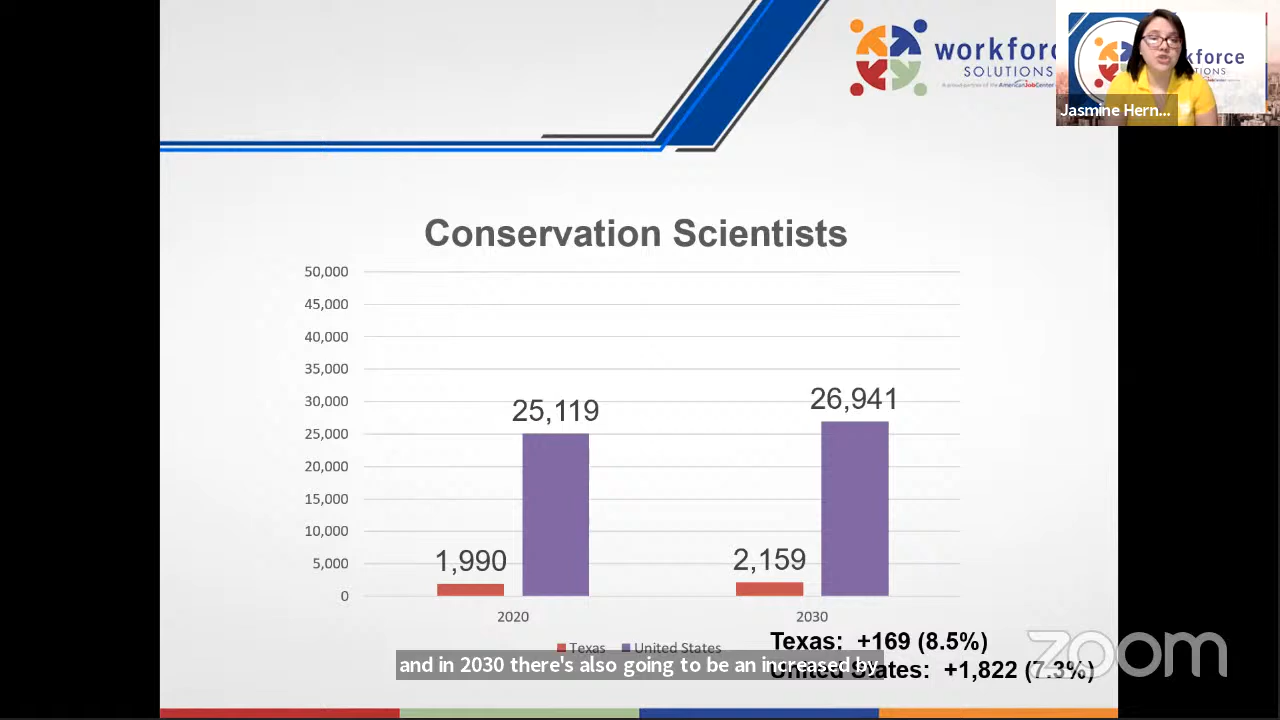 workforce
SOLUTIONS
A proud partner of the AmericanJobCenter
Jasmine Hern...
Conservation Scientists
50,000
45,000
40,000
35,000
30,000
25,000
20,000
15,000
10,000
5,000
0
25,119
26,941
1,990
2,159
2020
2030
Texas
United States
Texas: +169 (8.5%)
United States: +1,822 (7.3%)
and in 2030 there's also going to be an increased by
zoom